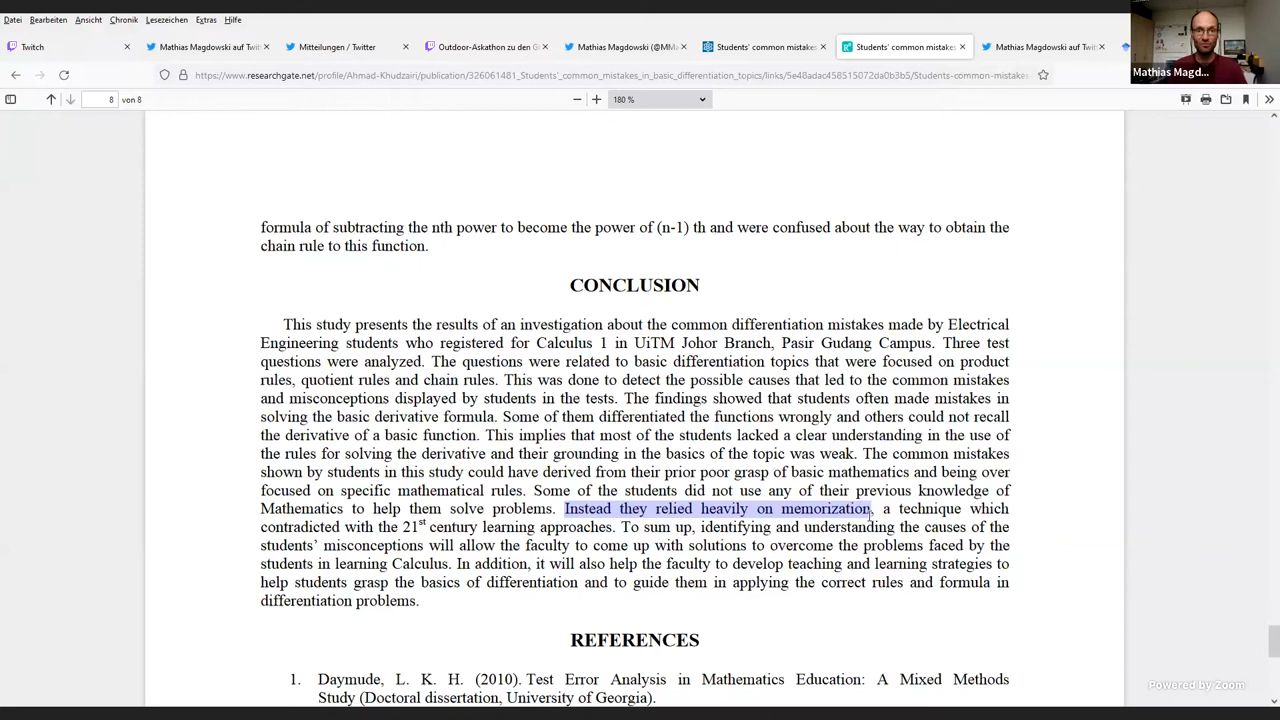 Datei Bearbeiten Ansicht Chronik Lesezeichen Extras Hilfe
Twitch
Mathias Magdowski auf Twit
Mitteilungen / Twitter
Outdoor-Askathon zu den G
Mathias Magdowski (@MMa
Students' common mistakes
Students' common mistakes
Mathias Magdowski auf Twit
https://www.researchgate.net/profile/Ahmad-Khudzairi/publication/326061481_Students'_common_mistakes_in_basic_differentiation_topics/links/5e48adac458515072da0b3b5/Students-common-mistakes-
Mathias Magd...
8 von 8
180 %
formula of subtracting the nth power to become the power of (n-1) th and were confused about the way to obtain the
chain rule to this function.
CONCLUSION
This study presents the results of an investigation about the common differentiation mistakes made by Electrical
Engineering students who registered for Calculus 1 in UiTM Johor Branch, Pasir Gudang Campus. Three test
questions were analyzed. The questions were related to basic differentiation topics that were focused on product
rules, quotient rules and chain rules. This was done to detect the possible causes that led to the common mistakes
and misconceptions displayed by students in the tests. The findings showed that students often made mistakes in
solving the basic derivative formula. Some of them differentiated the functions wrongly and others could not recall
the derivative of a basic function. This implies that most of the students lacked a clear understanding in the use of
the rules for solving the derivative and their grounding in the basics of the topic was weak. The common mistakes
shown by students in this study could have derived from their prior poor grasp of basic mathematics and being over
focused on specific mathematical rules. Some of the students did not use any of their previous knowledge of
Mathematics to help them solve problems. Instead they relied heavily on memorization, a technique which
contradicted with the 21st century learning approaches. To sum up, identifying and understanding the causes of the
students' misconceptions will allow the faculty to come up with solutions to overcome the problems faced by the
students in learning Calculus. In addition, it will also help the faculty to develop teaching and learning strategies to
help students grasp the basics of differentiation and to guide them in applying the correct rules and formula in
differentiation problems.
REFERENCES
1. Daymude, L. K. H. (2010). Test Error Analysis in Mathematics Education: A Mixed Methods
Study (Doctoral dissertation, University of Georgia).
Powered by Zoom